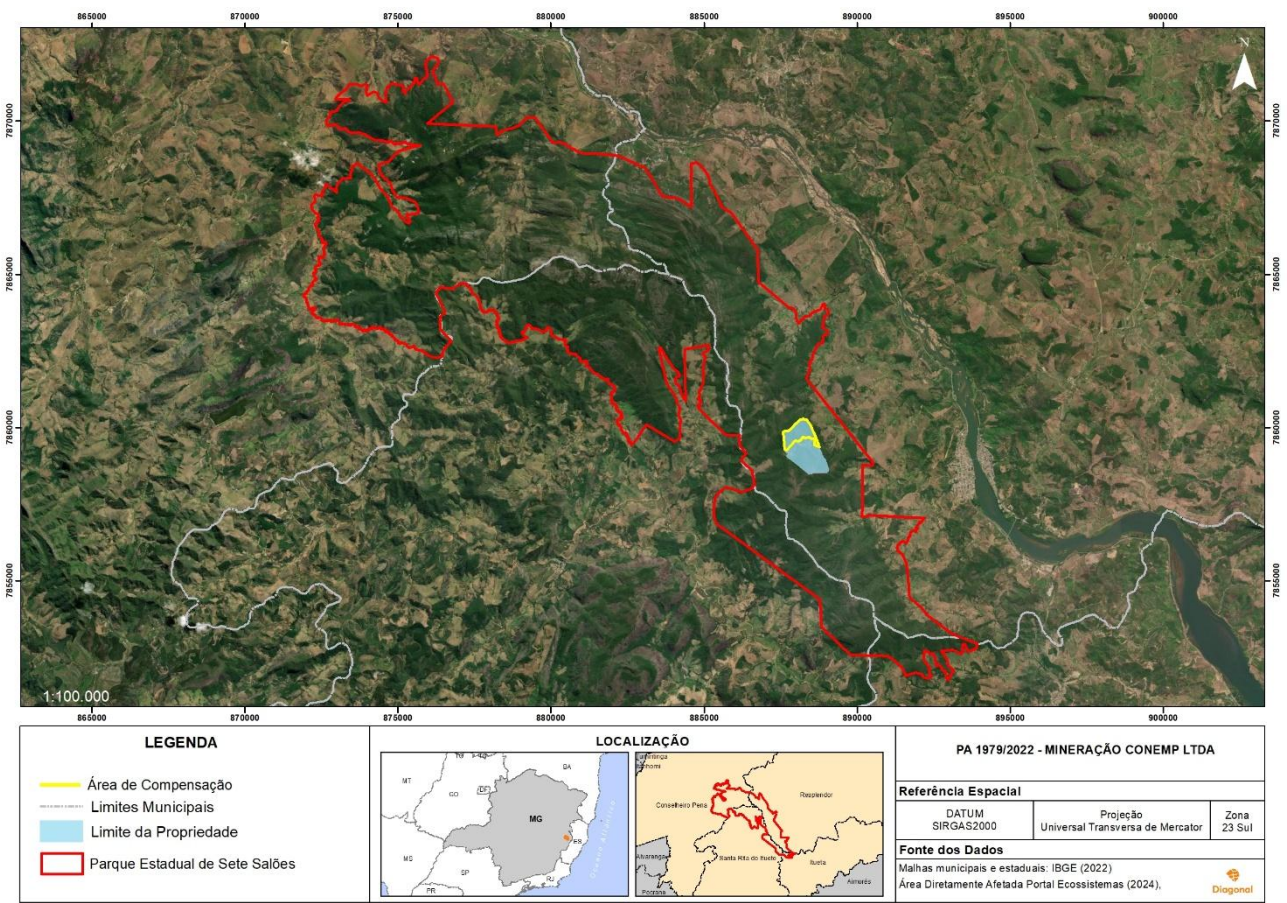 865000 870000 875000 880000 885000 890000 895000 900000
N
7870000 7870000
7865000 7865000
7860000 7860000
7855000 7855000
1:100.000
865000 870000 875000 880000 885000 890000 895000 900000
LEGENDA
Área de Compensação
Limites Municipais
Limite da Propriedade
Parque Estadual de Sete Salões
LOCALIZAÇÃO
BA
MT
GO
DF
MG
ES
MS
SP
RJ
PR
Oceano Atlântico
Conselheiro Pena
Resplendor
Alvarenga
Santa Rita do Itueto
Itueta
Aimorés
Pocrane
PA 1979/2022 - MINERAÇÃO CONEMP LTDA
Referência Espacial
DATUM
SIRGAS2000
Projeção
Universal Transversa de Mercator
Zona
23 Sul
Fonte dos Dados
Malhas municipais e estaduais: IBGE (2022)
Área Diretamente Afetada Portal Ecossistemas (2024),
Diagonal